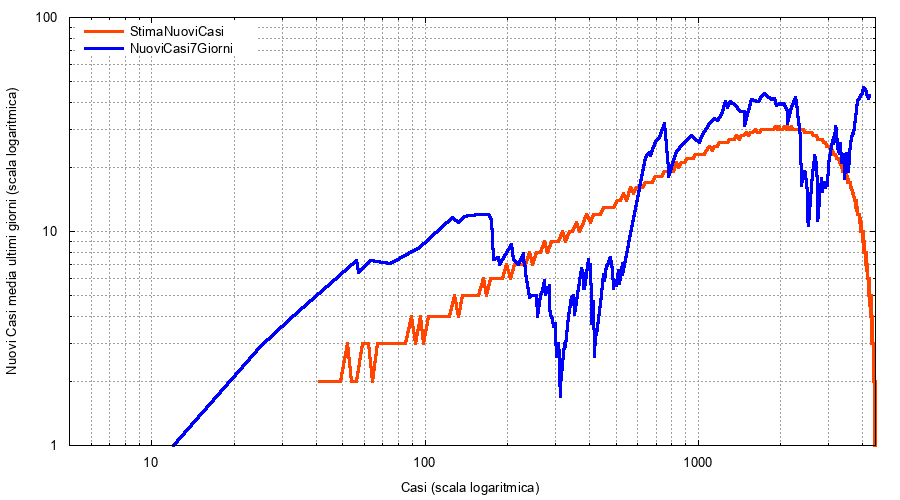 100
StimaNuoviCasi
NuoviCasi7Giorni
Nuovi Casi media ultimi giorni (scala logaritmica)
10
1
10
100
1000
Casi (scala logaritmica)